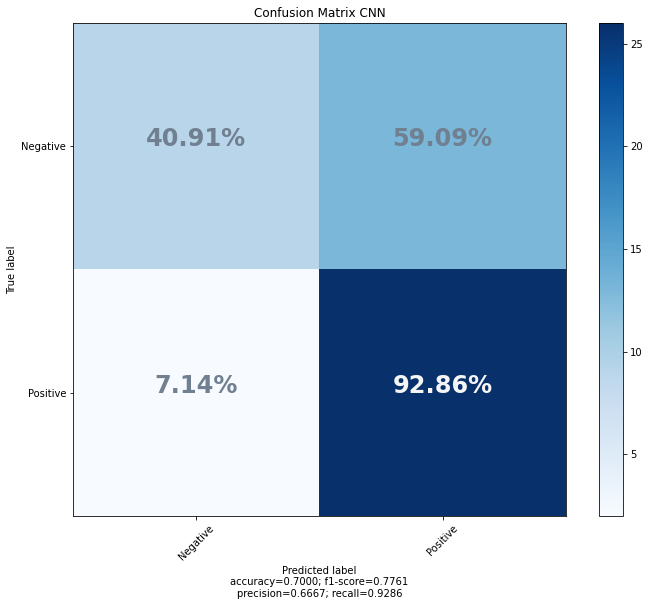 Confusion Matrix CNN
40.91%
59.09%
Negative
7.14%
92.86%
Positive
True label
Negative
Positive
Predicted label
accuracy=0.7000; f1-score=0.7761
precision=0.6667; recall=0.9286
25
20
15
10
5